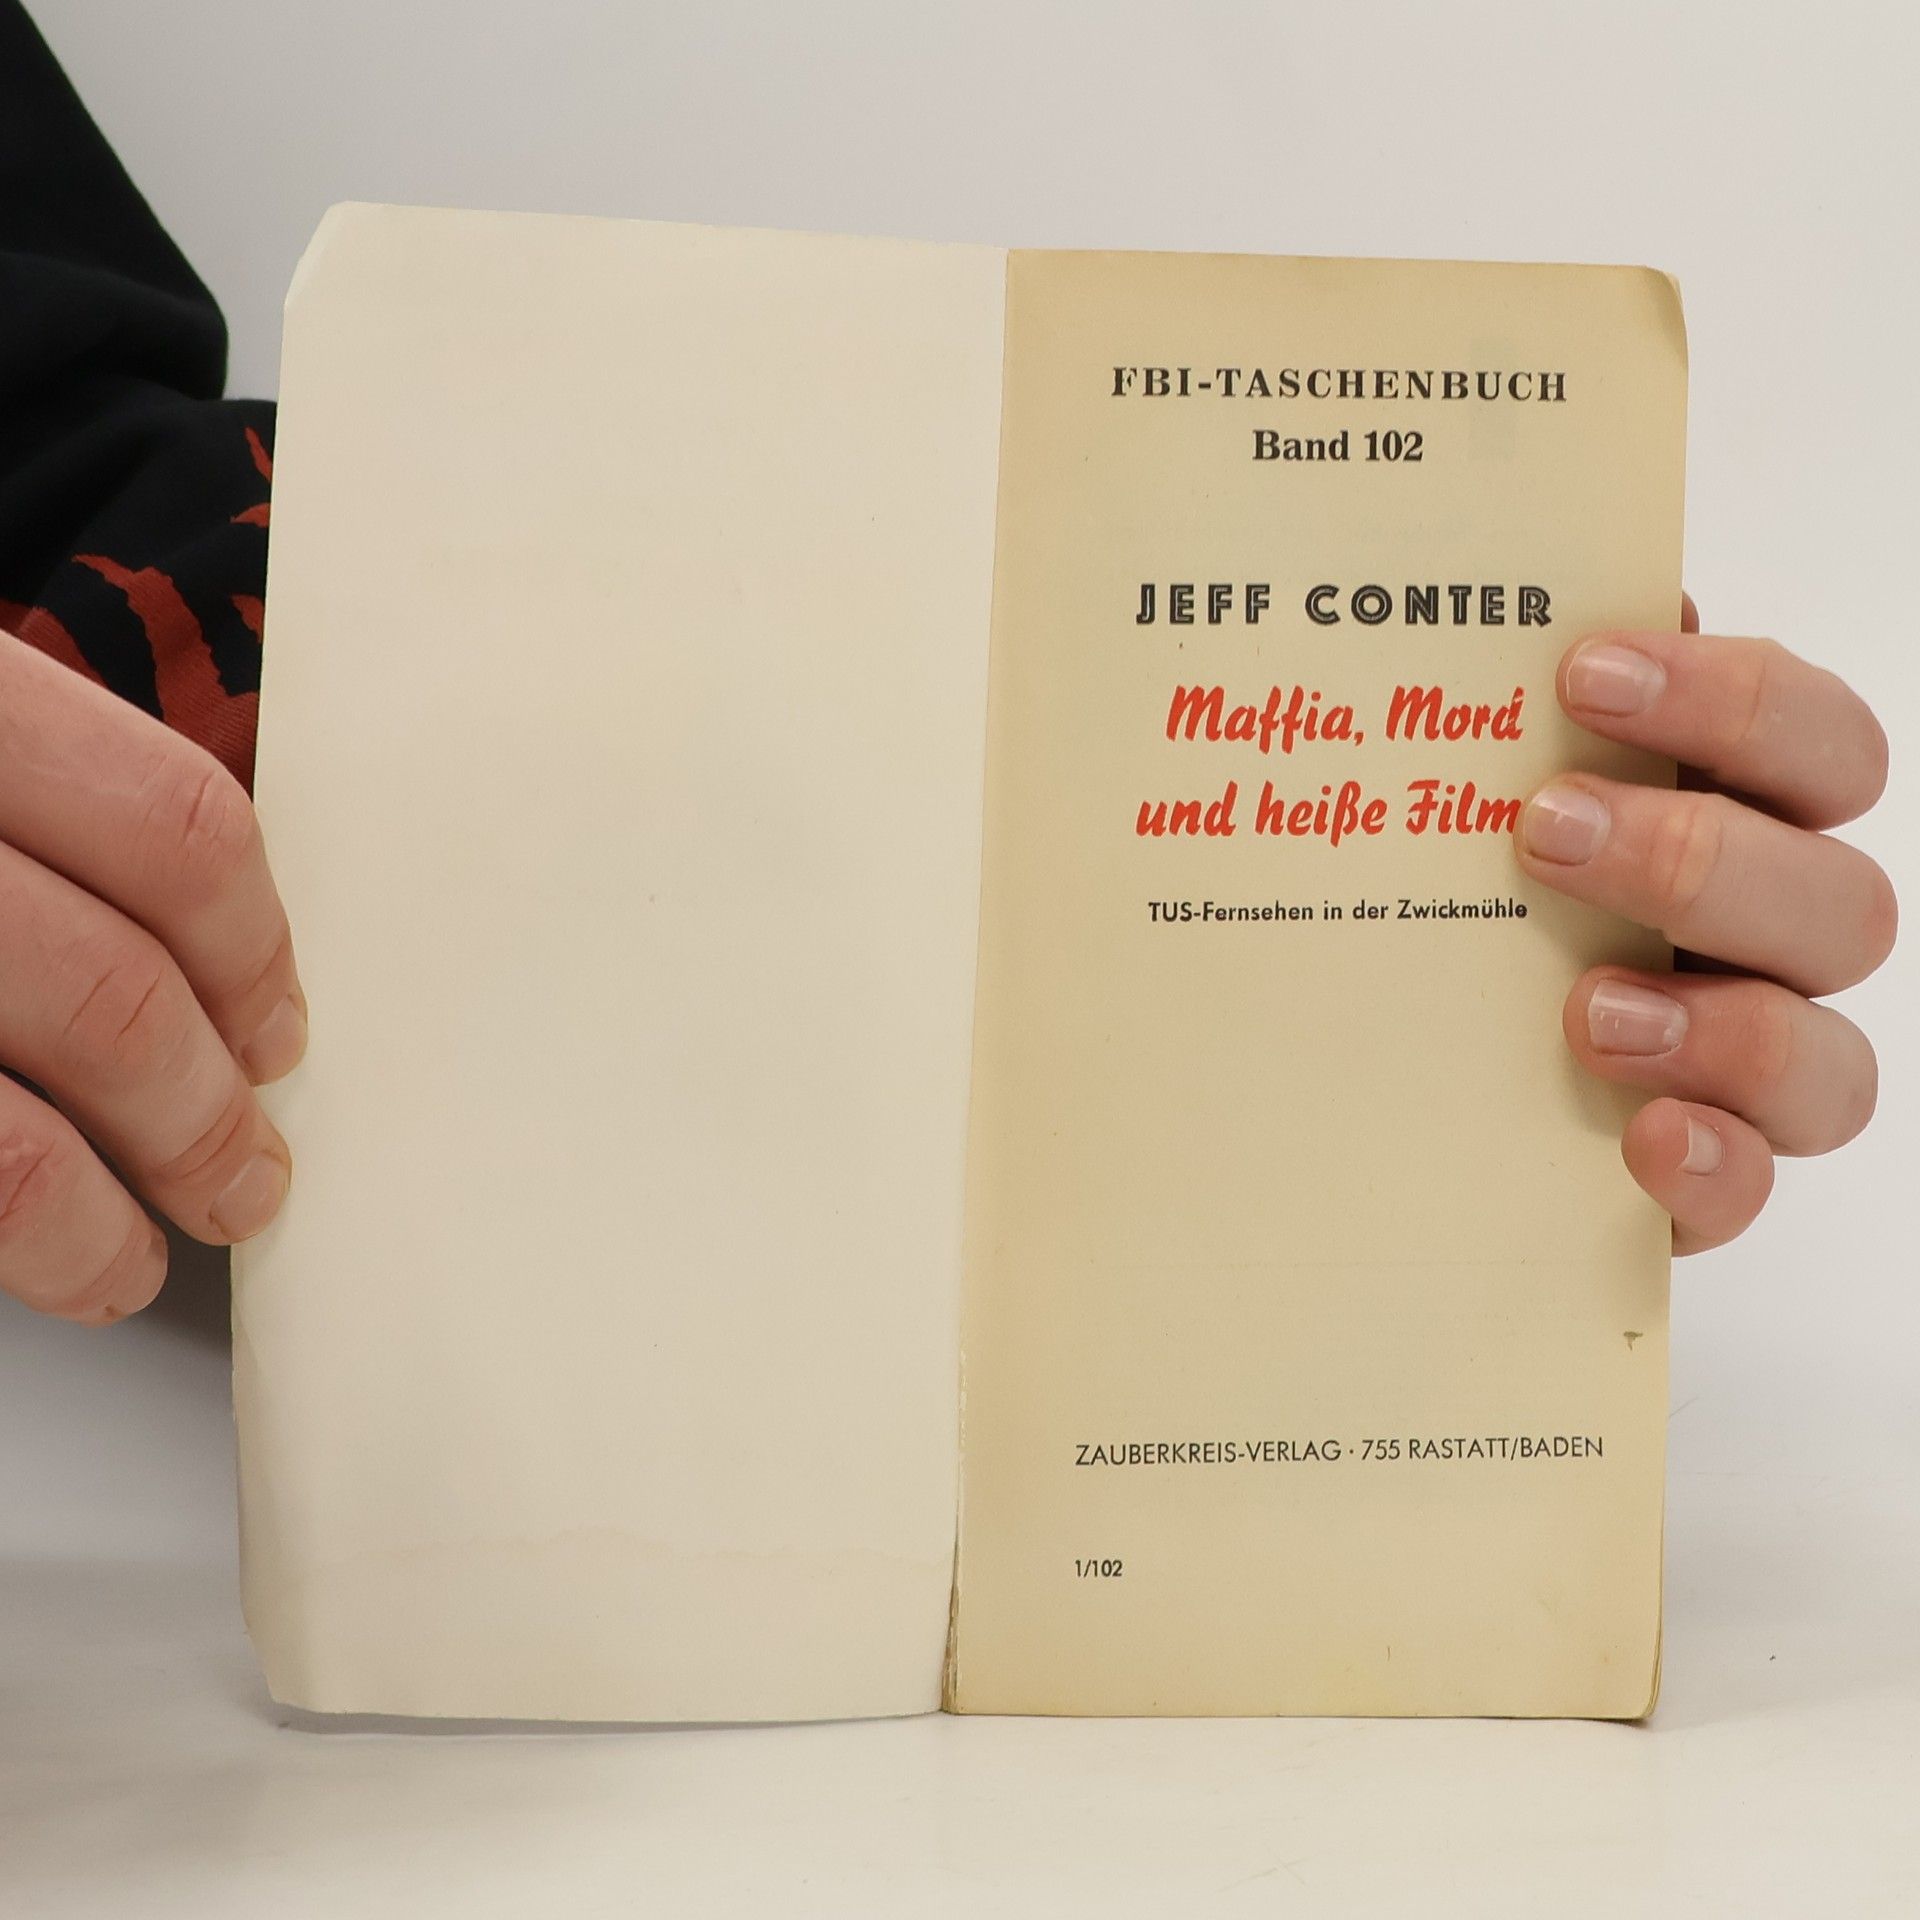 FBI-TASCHENBUCH
Band 102
JEFF CONTER
Maffia, Mord
und heiße Film
TUS-Fernsehen in der Zwickmühle
ZAUBERKREIS-VERLAG · 755 RASTATT/BADEN
1/102